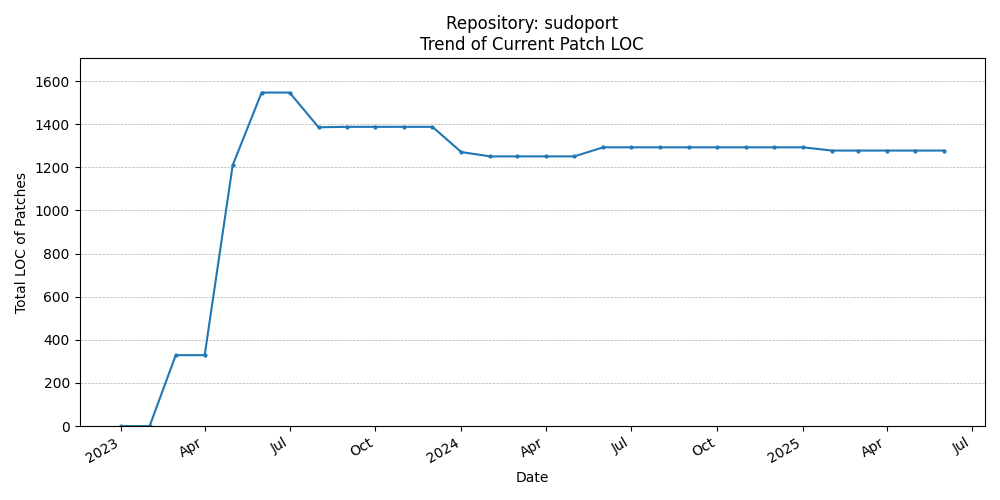 Repository: sudoport
Trend of Current Patch LOC
Total LOC of Patches
1600
1400
1200
1000
800
600
400
200
0
2023
Apr
Jul
Oct
2024
Apr
Jul
Oct
2025
Apr
Jul
Date